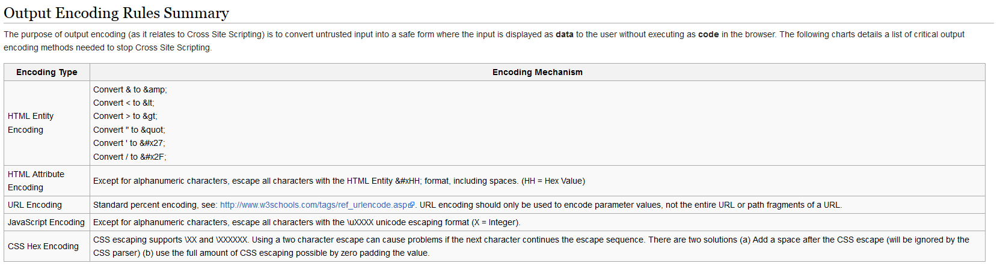 Output Encoding Rules Summary
The purpose of output encoding (as it relates to Cross Site Scripting) is to convert untrusted input into a safe form where the input is displayed as data to the user without executing as code in the browser. The following charts details a list of critical output
encoding methods needed to stop Cross Site Scripting.
Encoding Type
Encoding Mechanism
HTML Entity
Encoding
Convert & to &amp;
Convert < to &lt;
Convert > to &gt;
Convert " to &quot;
Convert ' to &#x27;
Convert / to &#x2F;
HTML Attribute
Encoding
Except for alphanumeric characters, escape all characters with the HTML Entity &#xHH; format, including spaces. (HH = Hex Value)
URL Encoding
Standard percent encoding, see: http://www.w3schools.com/tags/ref_urlencode.asp. URL encoding should only be used to encode parameter values, not the entire URL or path fragments of a URL.
JavaScript Encoding
Except for alphanumeric characters, escape all characters with the \uXXXX unicode escaping format (X = Integer).
CSS Hex Encoding
CSS escaping supports \XX and \XXXXXX. Using a two character escape can cause problems if the next character continues the escape sequence. There are two solutions (a) Add a space after the CSS escape (will be ignored by the
CSS parser) (b) use the full amount of CSS escaping possible by zero padding the value.